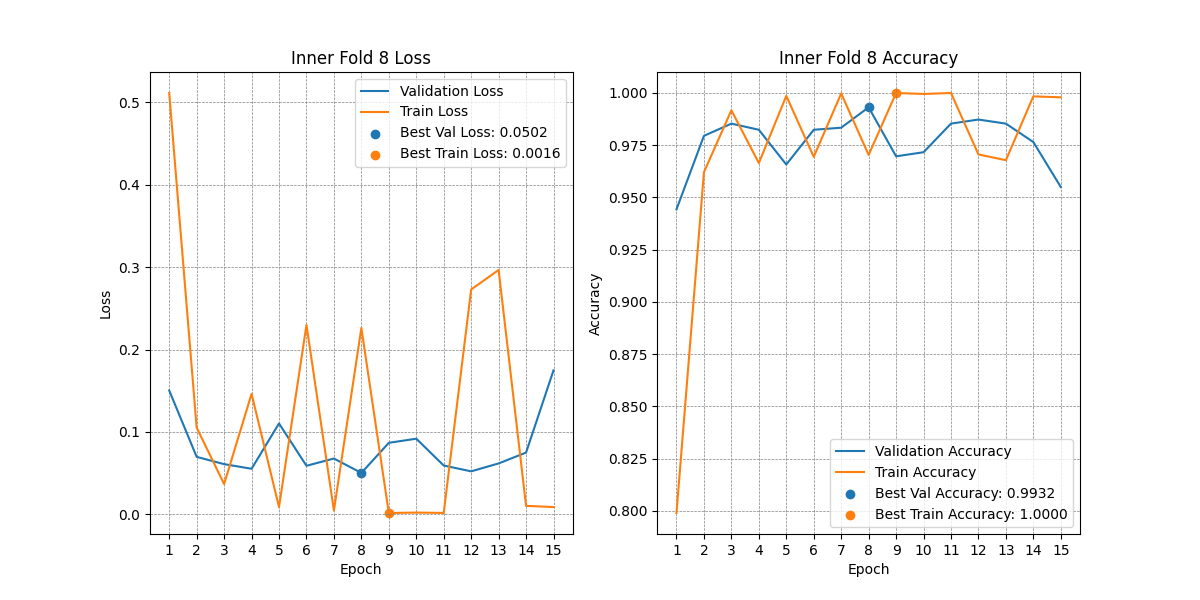 Inner Fold 8 Loss
Validation Loss
Train Loss
Best Val Loss: 0.0502
Best Train Loss: 0.0016
0.5
0.4
0.3
0.2
0.1
0.0
Loss
1 2 3 4 5 6 7 8 9 10 11 12 13 14 15
Epoch
Inner Fold 8 Accuracy
1.000
0.975
0.950
0.925
0.900
0.875
0.850
0.825
0.800
Accuracy
Validation Accuracy
Train Accuracy
Best Val Accuracy: 0.9932
Best Train Accuracy: 1.0000
1 2 3 4 5 6 7 8 9 10 11 12 13 14 15
Epoch